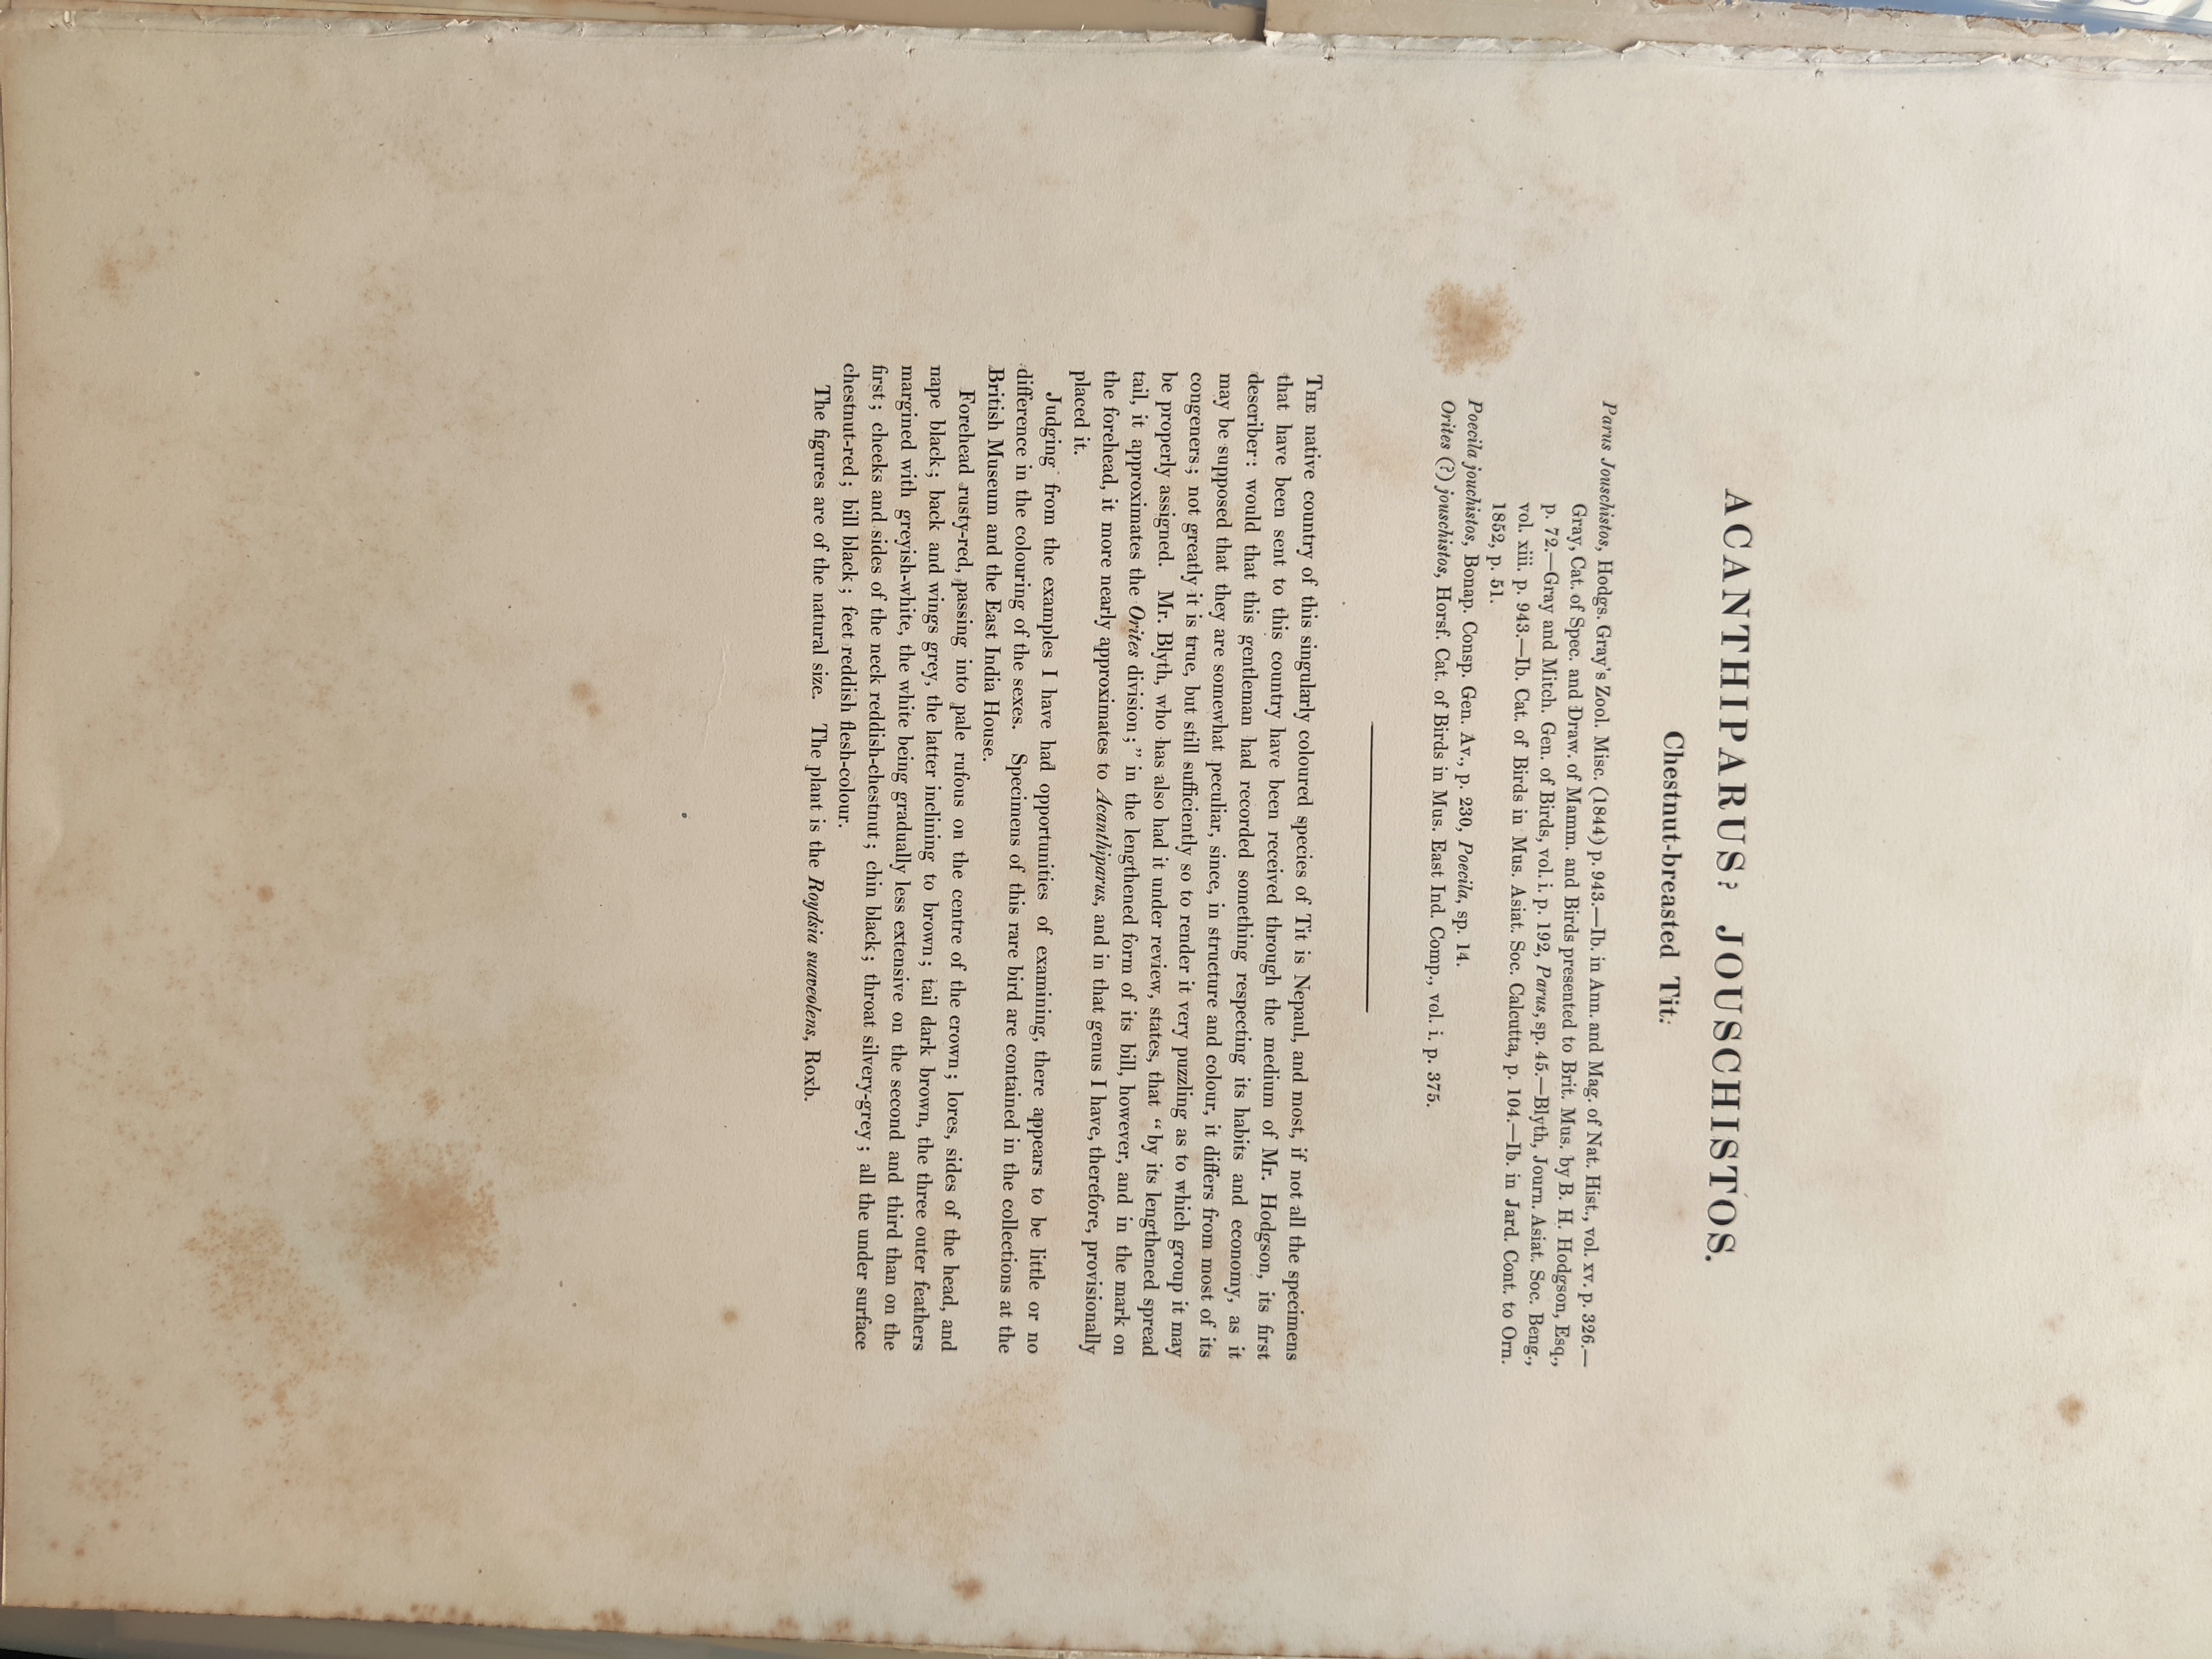 ACANTHIPARUS? JOUSCHISTOS.
Chestnut-breasted Tit.
Parus Jouschistos, Hodgs. Gray's Zool. Misc. (1844) p. 943.—Ib. in Ann. and Mag. of Nat. Hist., vol. xv. p. 326.—
Gray, Cat. of Spec. and Draw. of Mamm. and Birds presented to Brit. Mus. by B. H. Hodgson, Esq.,
p. 72.—Gray and Mitch. Gen. of Birds, vol. i. p. 192, Parus, sp. 45.—Blyth, Journ. Asiat. Soc. Beng.,
vol. xiii. p. 943.—Ib. Cat. of Birds in Mus. Asiat. Soc. Calcutta, p. 104.—Ib. in Jard. Cont. to Orn.
1852, p. 51.
Poecila jouchistos, Bonap. Consp. Gen. Av., p. 230, Poecila, sp. 14.
Orites (?) jouschistos, Horsf. Cat. of Birds in Mus. East Ind. Comp., vol. i. p. 375.
THE native country of this singularly coloured species of Tit is Nepaul, and most, if not all the specimens
that have been sent to this country have been received through the medium of Mr. Hodgson, its first
describer: would that this gentleman had recorded something respecting its habits and economy, as it
may be supposed that they are somewhat peculiar, since, in structure and colour, it differs from most of its
congeners; not greatly it is true, but still sufficiently so to render it very puzzling as to which group it may
be properly assigned. Mr. Blyth, who has also had it under review, states, that “by its lengthened spread
tail, it approximates the Orites division;” in the lengthened form of its bill, however, and in the mark on
the forehead, it more nearly approximates to Acanthiparus, and in that genus I have, therefore, provisionally
placed it.
Judging from the examples I have had opportunities of examining, there appears to be little or no
difference in the colouring of the sexes. Specimens of this rare bird are contained in the collections at the
British Museum and the East India House.
Forehead rusty-red, passing into pale rufous on the centre of the crown; lores, sides of the head, and
nape black; back and wings grey, the latter inclining to brown; tail dark brown, the three outer feathers
margined with greyish-white, the white being gradually less extensive on the second and third than on the
first; cheeks and sides of the neck reddish-chestnut; chin black; throat silvery-grey; all the under surface
chestnut-red; bill black; feet reddish flesh-colour.
The figures are of the natural size. The plant is the Roydsia suaveolens, Roxb.